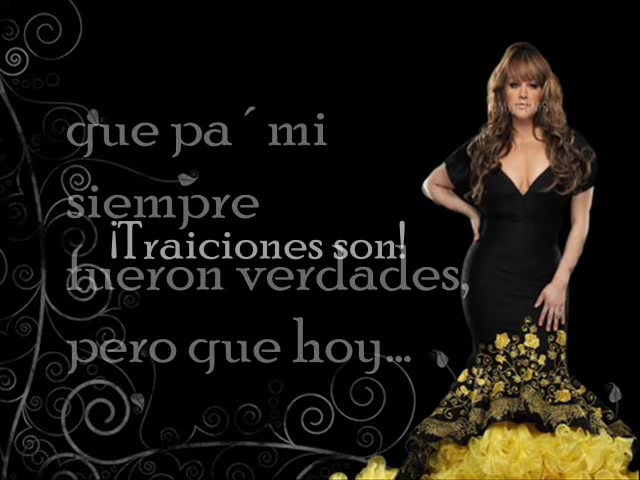 que pa´mi
siempre
¡Traiciones son!
fueron verdades,
pero que hoy...